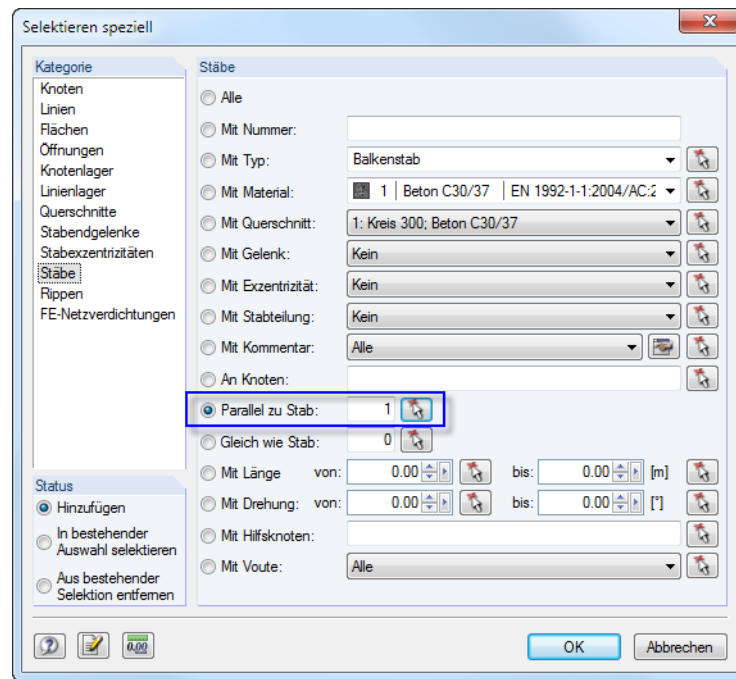 Selektieren speziell
Kategorie
Knoten
Linien
Flächen
Öffnungen
Knotenlager
Linienlager
Querschnitte
Stabendgelenke
Stabexzentrizitäten
Stäbe
Rippen
FE-Netzverdichtungen
Status
Hinzufügen
In bestehender
Auswahl selektieren
Aus bestehender
Selektion entfernen
Stäbe
Alle
Mit Nummer:
Mit Typ: Balkenstab
Mit Material: 1 Beton C30/37 EN 1992-1-1:2004/AC:2
Mit Querschnitt: 1: Kreis 300; Beton C30/37
Mit Gelenk: Kein
Mit Exzentrizität: Kein
Mit Stabteilung: Kein
Mit Kommentar: Alle
An Knoten:
Parallel zu Stab: 1
Gleich wie Stab: 0
Mit Länge von: 0.00 bis: 0.00 [m]
Mit Drehung: von: 0.00 bis: 0.00 [°]
Mit Hilfsknoten:
Mit Voute: Alle
0.00 OK Abbrechen